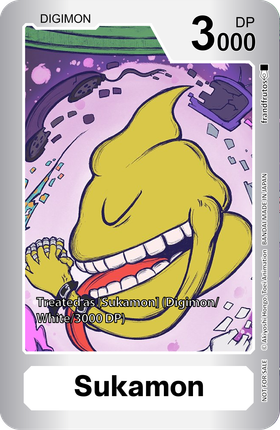 DIGIMON
DP
3000
frandfrutos
Treated as [Sukamon] (Digimon/
White/3000 DP)
NOT FOR SALE © Akiyoshi Hongo, Toei Animation BANDAI MADE IN JAPAN
Sukamon